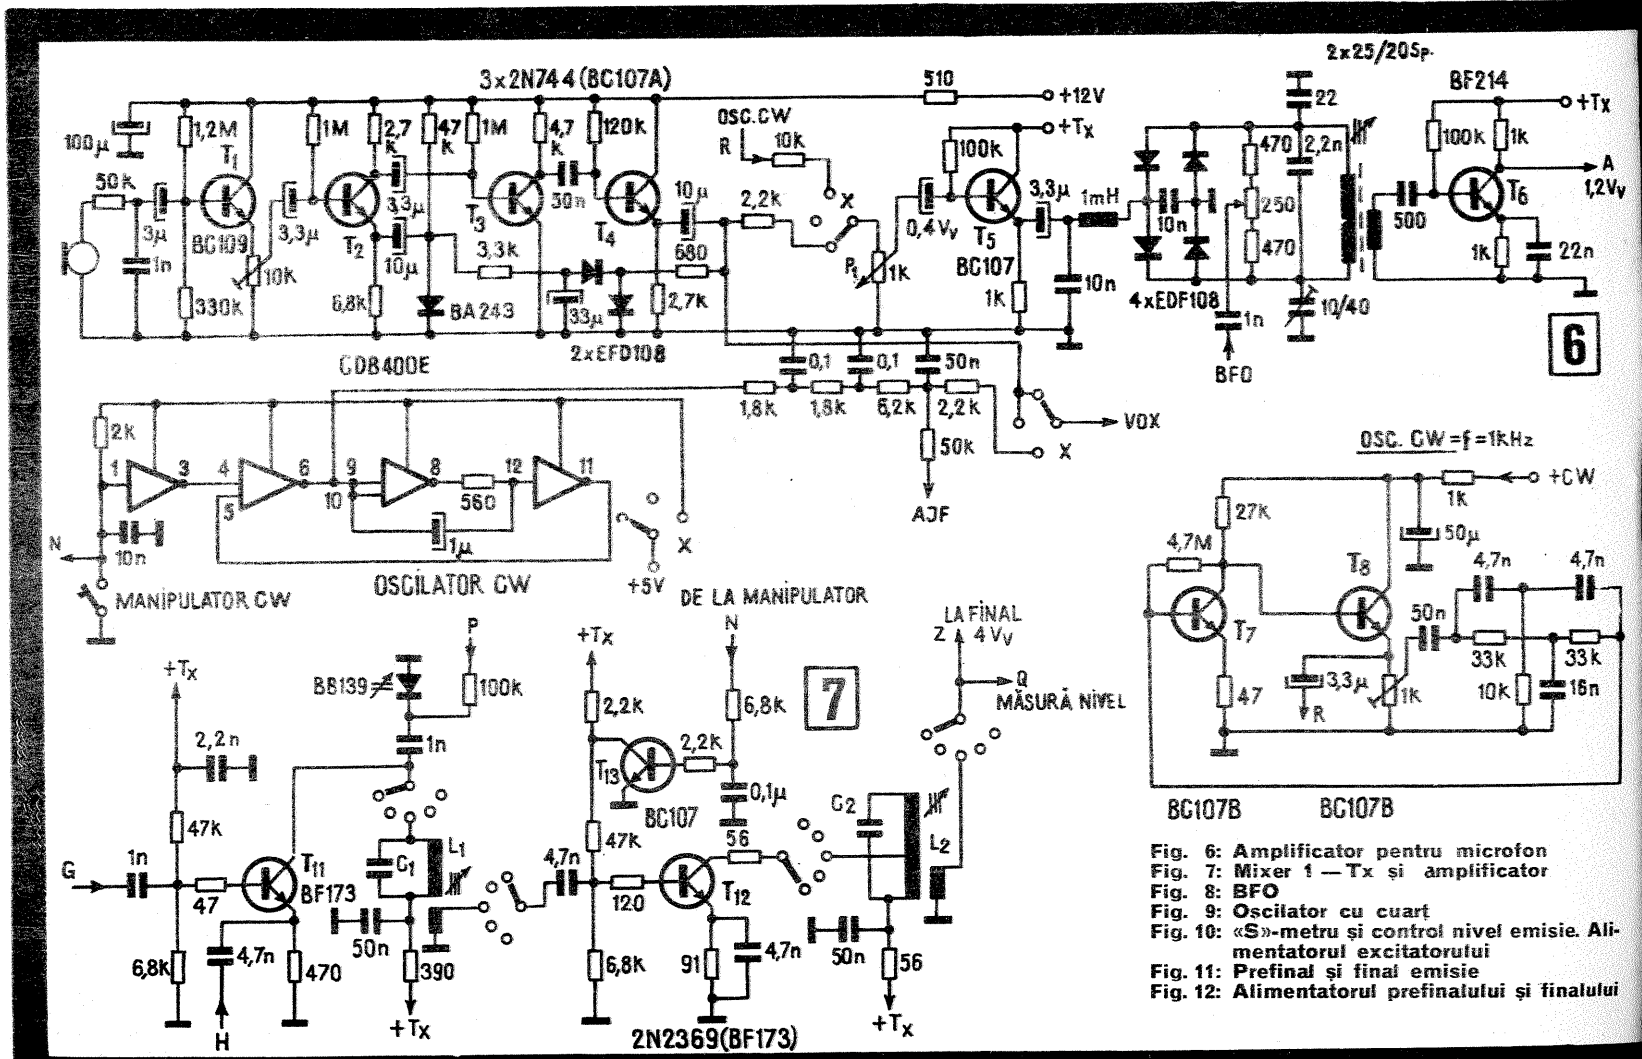 2x25/20Sp.
3x2N744(BC107A)
510
+12V
22
BF214
+Tx
100µ
1,2M
1M
2,7k
47k
1M
4,7k
120k
OSC.CW
R
10k
+Tx
100k
470
2,2n
100k
1k
A
1,2Vv
50k
T1
3,3µ
50n
10µ
2,2k
X
3,3µ
1mH
10n
250
500
T6
3µ
BC109
3,3µ
T2
T3
T4
0,4Vv
T5
1n
10k
10µ
3,3k
680
P1
1k
BC107
10n
470
1k
22n
330k
6,8k
BA243
33µ
2,7k
1k
4xEDF108
1n
10/40
2xEFD108
BFO
6
CDB400E
0,1
0,1
50n
1,8k
1,8k
6,2k
2,2k
VOX
2k
50k
X
OSC. CW=f=1kHz
1
3
4
6
9
8
12
11
5
10
560
AJF
1k
+CW
27k
50µ
N
10n
1µ
X
+5V
4,7M
4,7n
4,7n
MANIPULATOR CW
OSCILATOR CW
DE LA MANIPULATOR
T8
P
+Tx
N
LA FINAL
Z
4Vv
T7
50n
+Tx
BB139
100k
2,2k
6,8k
7
Q
MĂSURĂ NIVEL
33k
33k
47
3,3µ
1k
10k
16n
R
2,2n
1n
T13
2,2k
0,1µ
BC107
C2
BC107B
BC107B
47k
C1
L1
47k
56
L2
G
1n
T11
BF173
4,7n
47
120
T12
50n
4,7n
50n
6,8k
4,7n
470
390
6,8k
91
56
H
+Tx
2N2369(BF173)
+Tx
Fig. 6: Amplificator pentru microfon
Fig. 7: Mixer 1 — Tx și amplificator
Fig. 8: BFO
Fig. 9: Oscilator cu cuarț
Fig. 10: «S»-metru și control nivel emisie. Ali-
mentatorul excitatorului
Fig. 11: Prefinal și final emisie
Fig. 12: Alimentatorul prefinalului și finalului